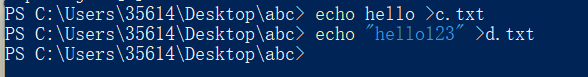 PS C:\Users\35614\Desktop\abc> echo hello >c.txt
PS C:\Users\35614\Desktop\abc> echo "hello123" >d.txt
PS C:\Users\35614\Desktop\abc>